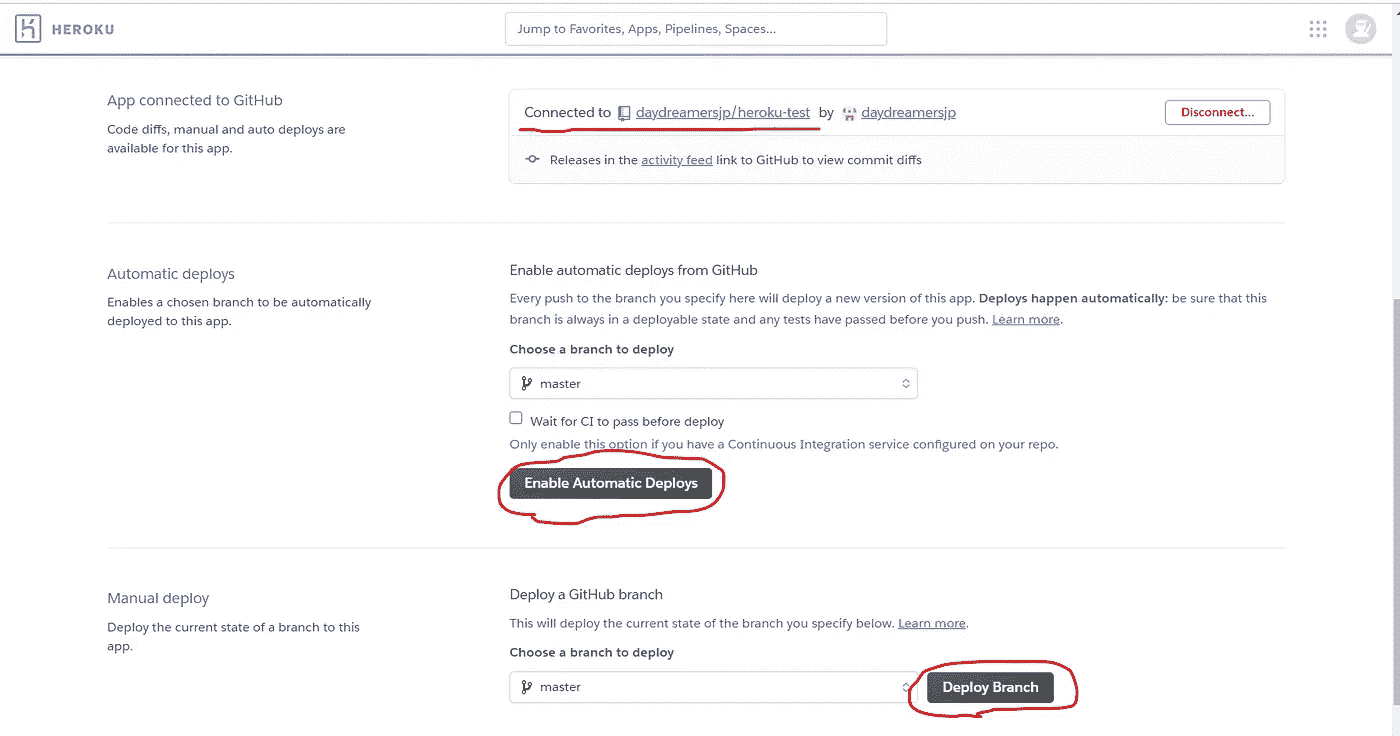 HEROKU
Jump to Favorites, Apps, Pipelines, Spaces...
App connected to GitHub
Code diffs, manual and auto deploys are
available for this app.
Connected to daydreamersjp/heroku-test by daydreamersjp
Disconnect...
Releases in the activity feed link to GitHub to view commit diffs
Automatic deploys
Enables a chosen branch to be automatically
deployed to this app.
Enable automatic deploys from GitHub
Every push to the branch you specify here will deploy a new version of this app. Deploys happen automatically: be sure that this
branch is always in a deployable state and any tests have passed before you push. Learn more.
Choose a branch to deploy
master
Wait for CI to pass before deploy
Only enable this option if you have a Continuous Integration service configured on your repo.
Enable Automatic Deploys
Manual deploy
Deploy the current state of a branch to this
app.
Deploy a GitHub branch
This will deploy the current state of the branch you specify below. Learn more.
Choose a branch to deploy
master
Deploy Branch